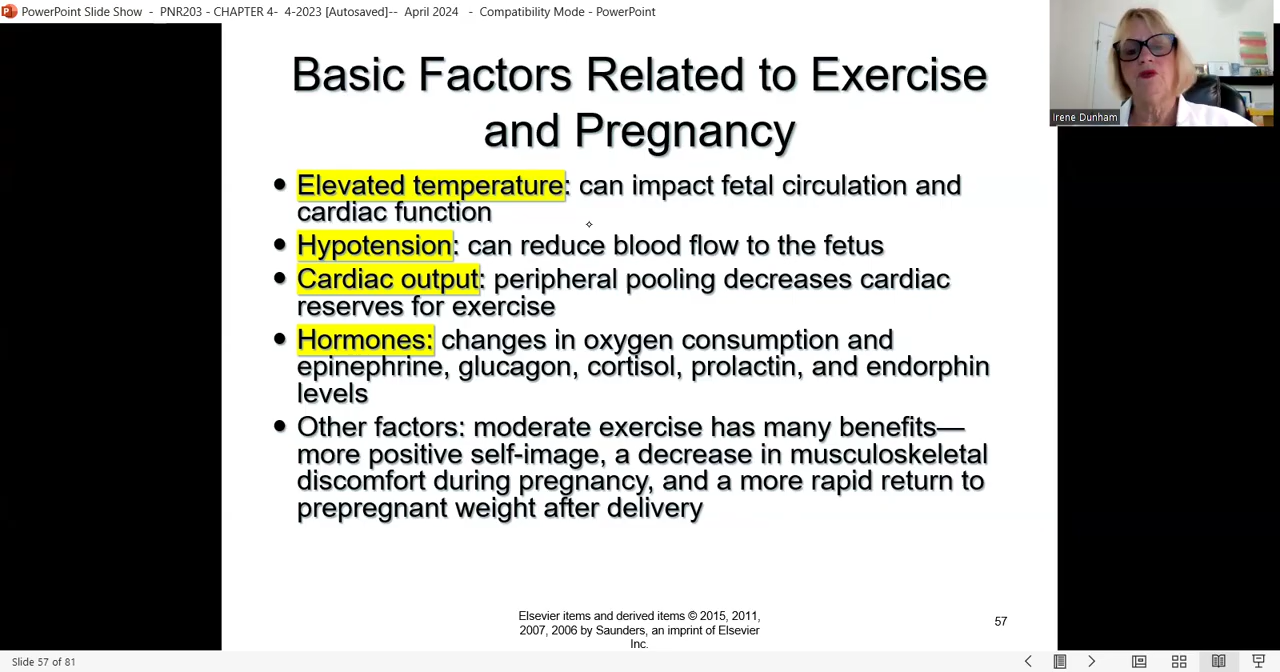 PowerPoint Slide Show - PNR203 - CHAPTER 4- 4-2023 [Autosaved]-- April 2024 - Compatibility Mode - PowerPoint
Irene Dunham
Basic Factors Related to Exercise
and Pregnancy
• Elevated temperature: can impact fetal circulation and
cardiac function
• Hypotension: can reduce blood flow to the fetus
• Cardiac output: peripheral pooling decreases cardiac
reserves for exercise
• Hormones: changes in oxygen consumption and
epinephrine, glucagon, cortisol, prolactin, and endorphin
levels
• Other factors: moderate exercise has many benefits—
more positive self-image, a decrease in musculoskeletal
discomfort during pregnancy, and a more rapid return to
prepregnant weight after delivery
Elsevier items and derived items © 2015, 2011,
2007, 2006 by Saunders, an imprint of Elsevier
Inc.
57
Slide 57 of 81